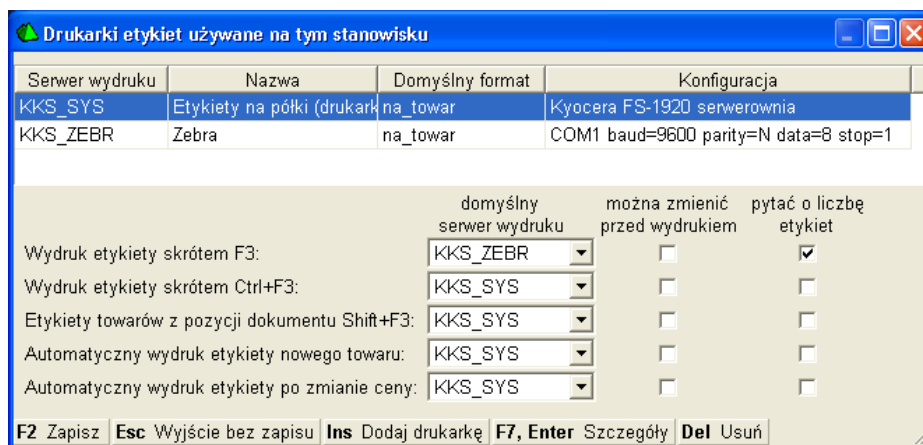 Drukarki etykiet używane na tym stanowisku
Serwer wydruku Nazwa Domyślny format Konfiguracja
KKS_SYS Etykiety na półki (drukark na_towar Kyocera FS-1920 serwerownia
KKS_ZEBR Zebra na_towar COM1 baud=9600 parity=N data=8 stop=1
domyślny można zmienić pytać o liczbę
serwer wydruku przed wydrukiem etykiet
Wydruk etykiety skrótem F3: KKS_ZEBR
Wydruk etykiety skrótem Ctrl+F3: KKS_SYS
Etykiety towarów z pozycji dokumentu Shift+F3: KKS_SYS
Automatyczny wydruk etykiety nowego towaru: KKS_SYS
Automatyczny wydruk etykiety po zmianie ceny: KKS_SYS
F2 Zapisz Esc Wyjście bez zapisu Ins Dodaj drukarkę F7, Enter Szczegóły Del Usuń